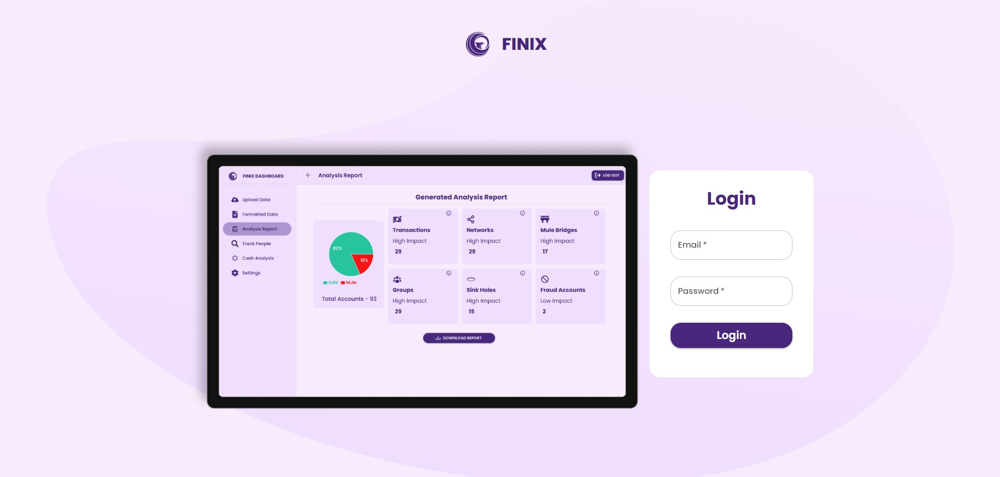 FINIX
FINIX DASHBOARD
Upload Data
Formatted Data
Analysis Report
Track People
Cash Analysis
Settings
Analysis Report
LOG OUT
Generated Analysis Report
82%
18%
Safe Mule
Total Accounts - 93
Transactions
High Impact
29
Networks
High Impact
29
Mule Bridges
High Impact
17
Groups
High Impact
29
Sink Holes
High Impact
15
Fraud Accounts
Low Impact
2
DOWNLOAD REPORT
Login
Email *
Password *
Login